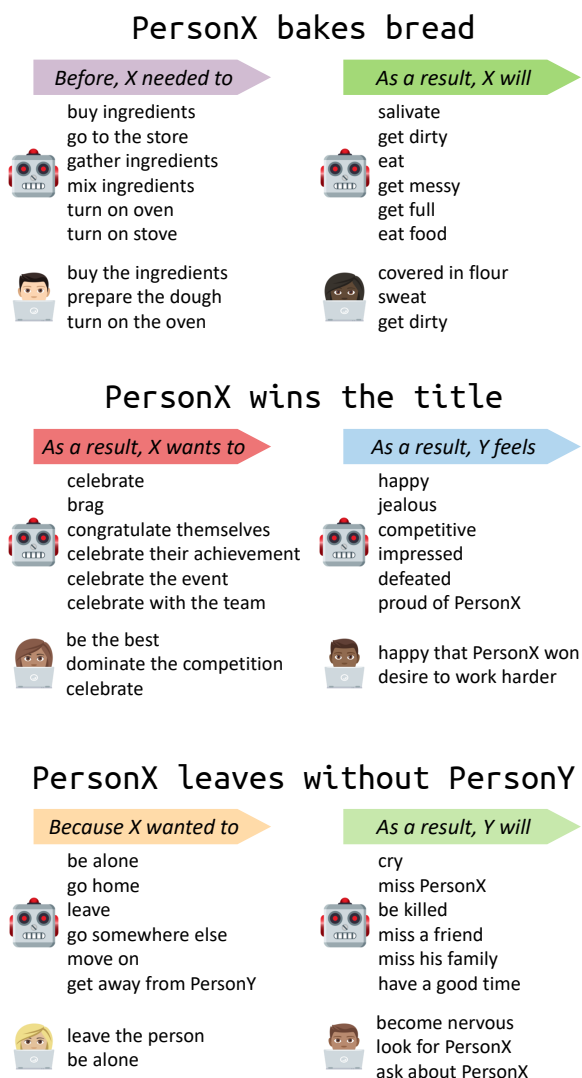 PersonX bakes bread
Before, X needed to
buy ingredients
go to the store
gather ingredients
mix ingredients
turn on oven
turn on stove
buy the ingredients
prepare the dough
turn on the oven
As a result, X will
salivate
get dirty
eat
get messy
get full
eat food
covered in flour
sweat
get dirty
PersonX wins the title
As a result, X wants to
celebrate
brag
congratulate themselves
celebrate their achievement
celebrate the event
celebrate with the team
be the best
dominate the competition
celebrate
As a result, Y feels
happy
jealous
competitive
impressed
defeated
proud of PersonX
happy that PersonX won
desire to work harder
PersonX leaves without PersonY
Because X wanted to
be alone
go home
leave
go somewhere else
move on
get away from PersonY
leave the person
be alone
As a result, Y will
cry
miss PersonX
be killed
miss a friend
miss his family
have a good time
become nervous
look for PersonX
ask about PersonX